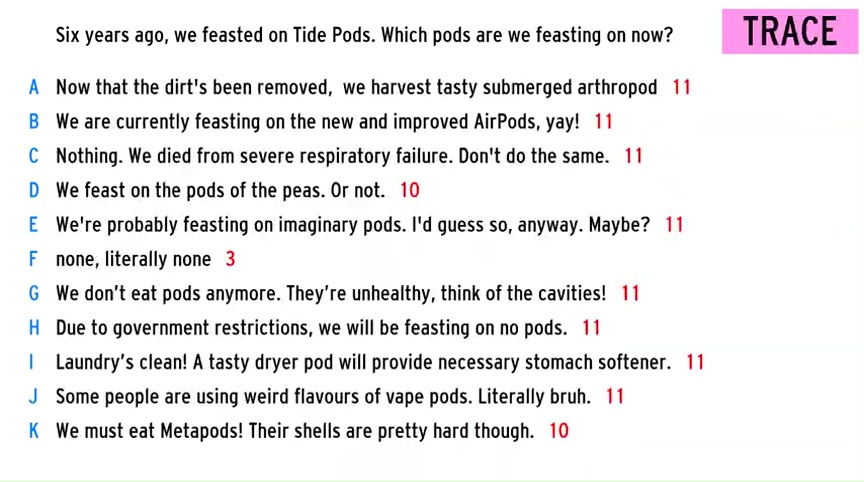 Six years ago, we feasted on Tide Pods. Which pods are we feasting on now?
TRACE
A Now that the dirt's been removed, we harvest tasty submerged arthropod 11
B We are currently feasting on the new and improved AirPods, yay! 11
C Nothing. We died from severe respiratory failure. Don't do the same. 11
D We feast on the pods of the peas. Or not. 10
E We're probably feasting on imaginary pods. I'd guess so, anyway. Maybe? 11
F none, literally none 3
G We don’t eat pods anymore. They’re unhealthy, think of the cavities! 11
H Due to government restrictions, we will be feasting on no pods. 11
I Laundry’s clean! A tasty dryer pod will provide necessary stomach softener. 11
J Some people are using weird flavours of vape pods. Literally bruh. 11
K We must eat Metapods! Their shells are pretty hard though. 10